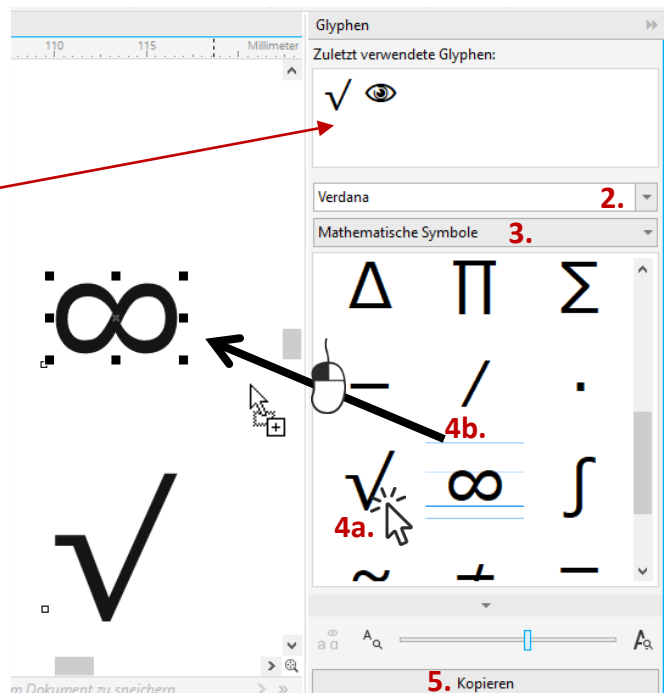 Glyphen
110 115 Millimeter
Zuletzt verwendete Glyphen:
√
Verdana 2.
Mathematische Symbole 3.
Δ ∏ ∑
− ∕ ∙
4b.
∞
√ ∞ ∫
4a.
√
a a A A
5. Kopieren
m Dokument zu speichern